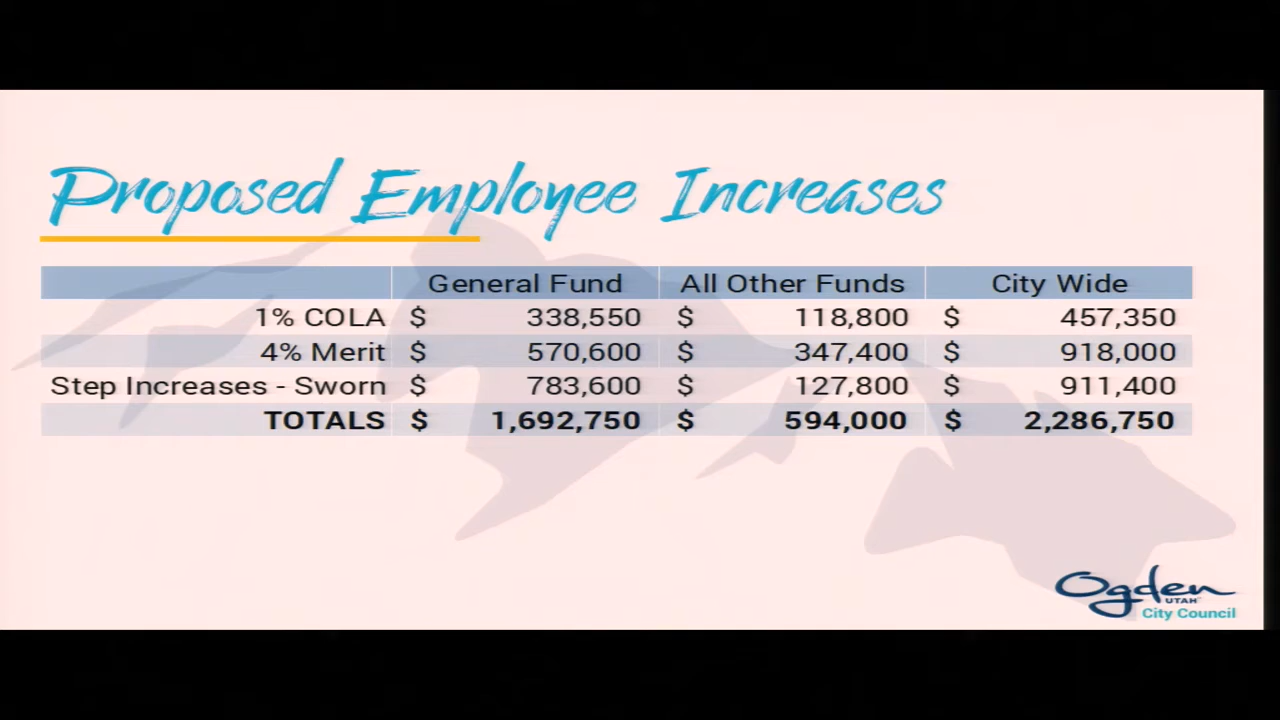 Proposed Employee Increases
General Fund All Other Funds City Wide
1% COLA $ 338,550 $ 118,800 $ 457,350
4% Merit $ 570,600 $ 347,400 $ 918,000
Step Increases - Sworn $ 783,600 $ 127,800 $ 911,400
TOTALS $ 1,692,750 $ 594,000 $ 2,286,750
Ogden
UTAH
City Council